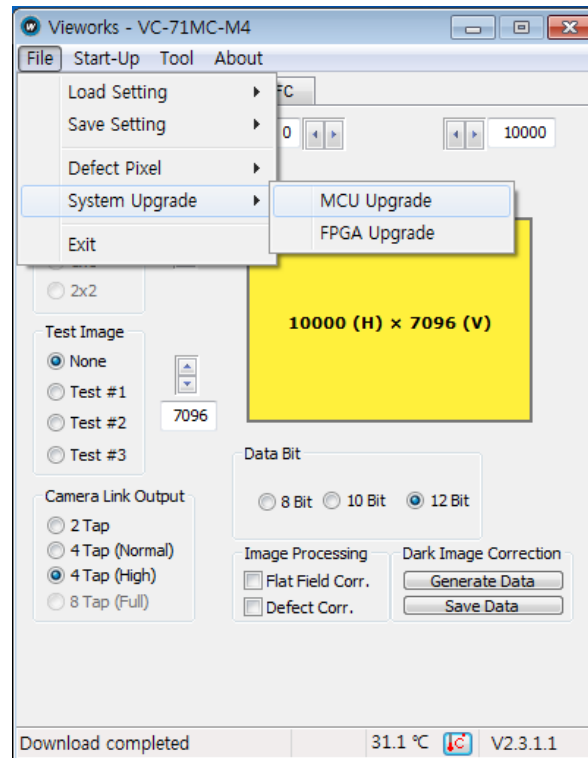 Vieworks - VC-71MC-M4
File Start-Up Tool About
Load Setting
Save Setting
Defect Pixel
System Upgrade
Exit
MCU Upgrade
FPGA Upgrade
FC
0
10000
2x2
10000 (H) × 7096 (V)
Test Image
None
Test #1
Test #2
Test #3
7096
Data Bit
8 Bit 10 Bit 12 Bit
Camera Link Output
2 Tap
4 Tap (Normal)
4 Tap (High)
8 Tap (Full)
Image Processing
Flat Field Corr.
Defect Corr.
Dark Image Correction
Generate Data
Save Data
Download completed 31.1 ℃ C V2.3.1.1